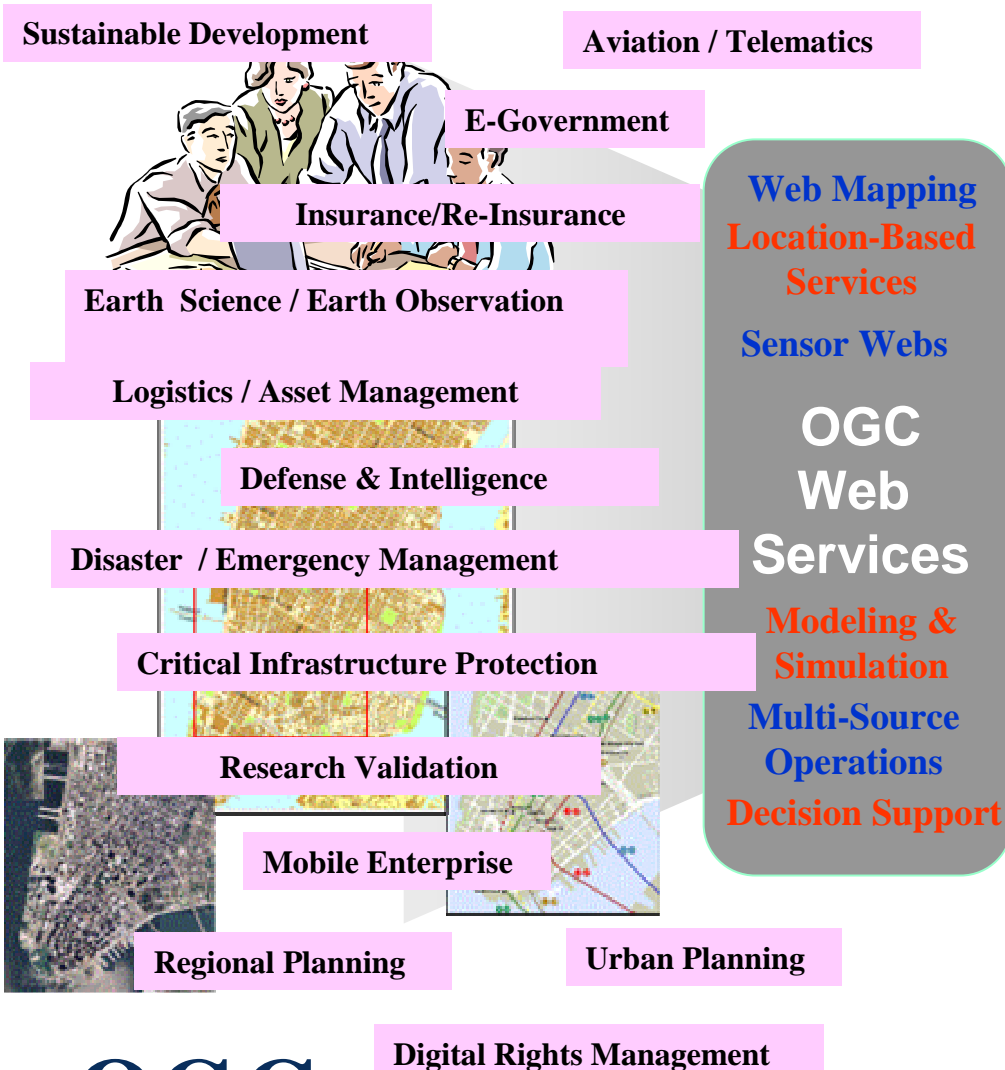 Sustainable Development
Aviation / Telematics
E-Government
Insurance/Re-Insurance
Earth Science / Earth Observation
Logistics / Asset Management
Defense & Intelligence
Disaster / Emergency Management
Critical Infrastructure Protection
Research Validation
Mobile Enterprise
Regional Planning
Urban Planning
Digital Rights Management
Web Mapping
Location-Based
Services
Sensor Webs
OGC
Web
Services
Modeling &
Simulation
Multi-Source
Operations
Decision Support
OGC